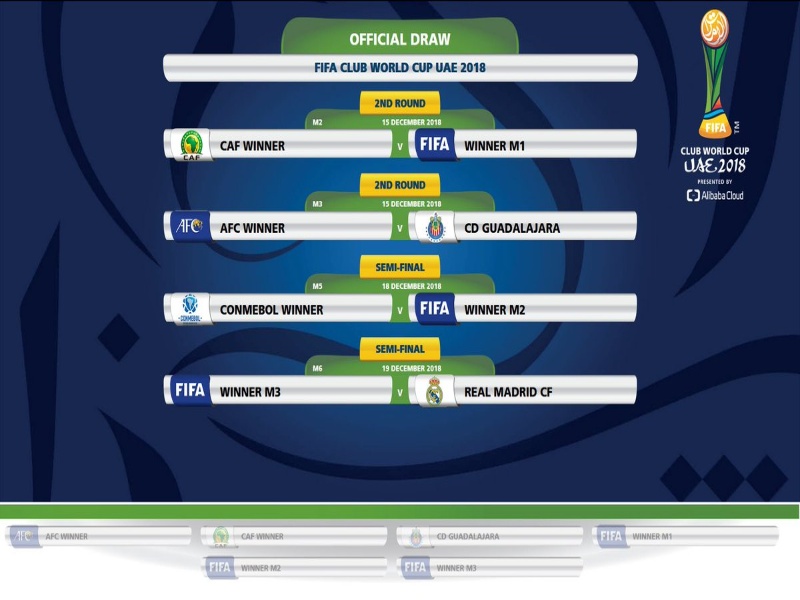 OFFICIAL DRAW
FIFA CLUB WORLD CUP UAE 2018
FIFA TM
CLUB WORLD CUP
UAE 2018
PRESENTED BY
Alibaba Cloud
2ND ROUND
M2 15 DECEMBER 2018
CAF CAF WINNER V FIFA WINNER M1
2ND ROUND
M3 15 DECEMBER 2018
AFC AFC WINNER V CD GUADALAJARA
SEMI-FINAL
M5 18 DECEMBER 2018
CONMEBOL CONMEBOL WINNER V FIFA WINNER M2
SEMI-FINAL
M6 19 DECEMBER 2018
FIFA WINNER M3 V REAL MADRID CF
AFC AFC WINNER CAF CAF WINNER CD GUADALAJARA FIFA WINNER M1
FIFA WINNER M2 FIFA WINNER M3